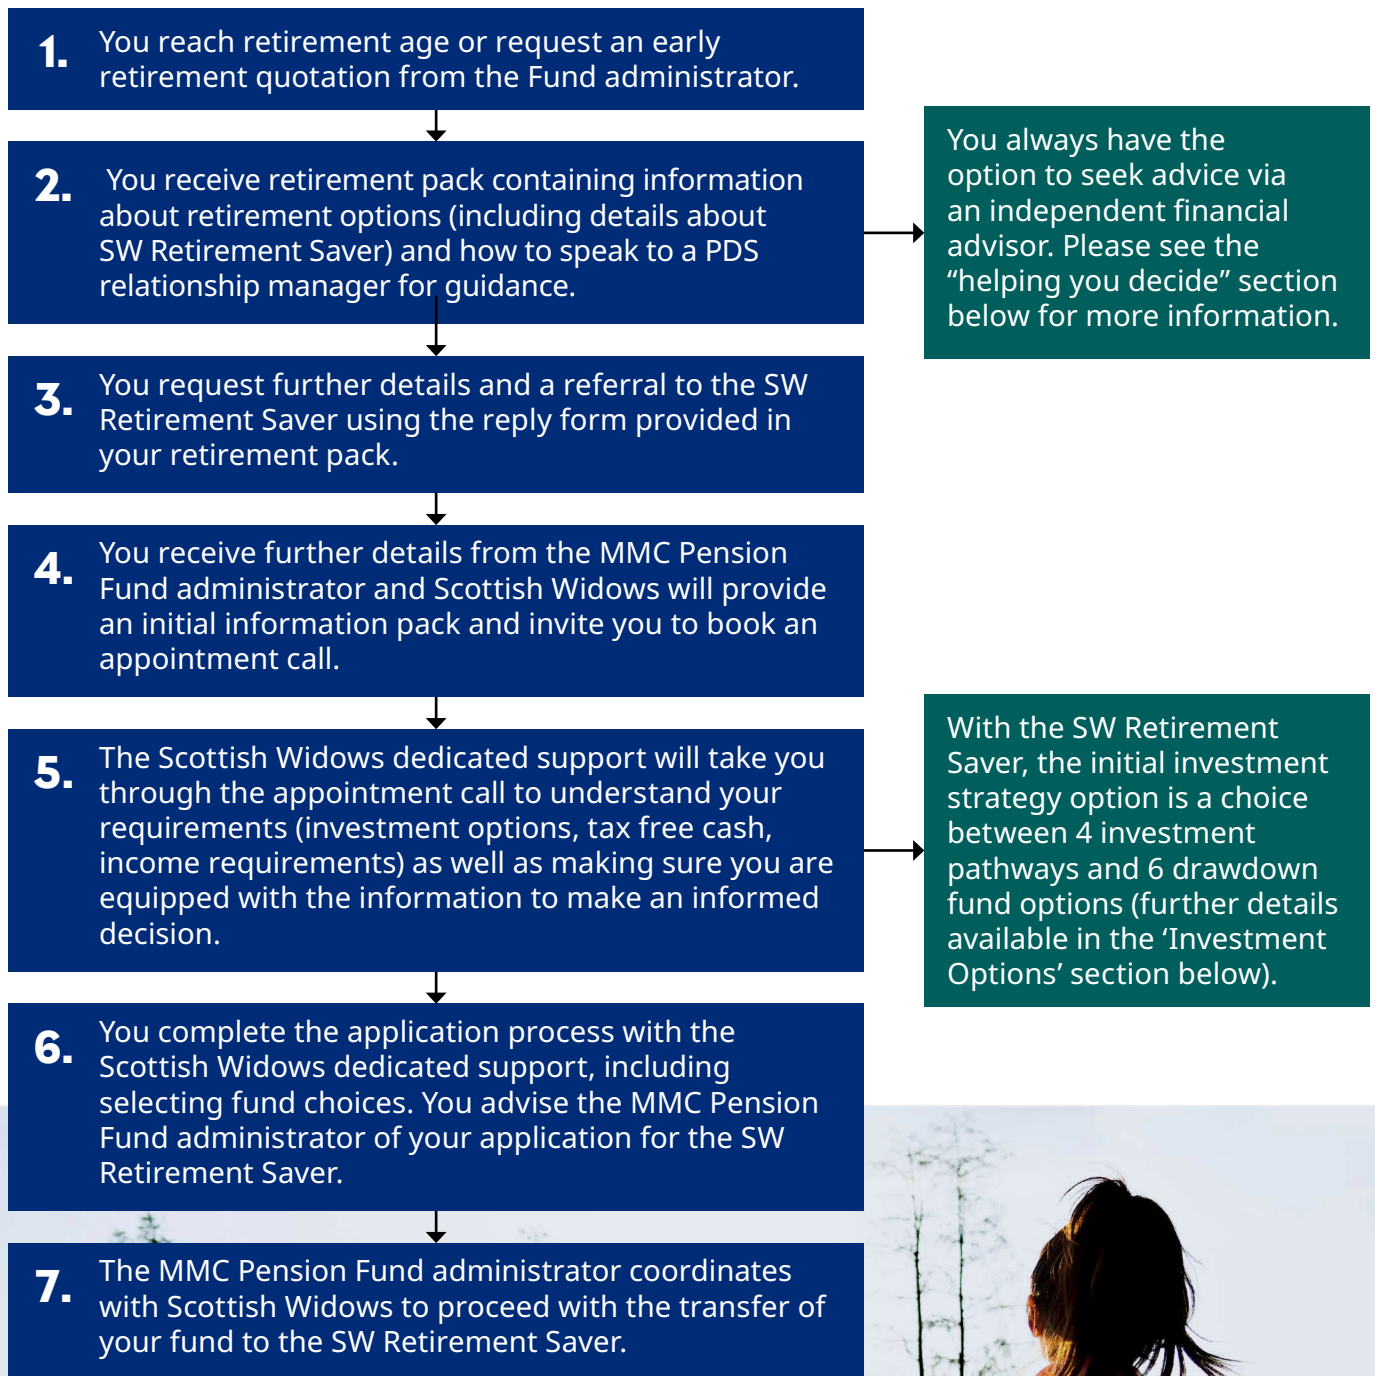 1. You reach retirement age or request an early
retirement quotation from the Fund administrator.
2. You receive retirement pack containing information
about retirement options (including details about
SW Retirement Saver) and how to speak to a PDS
relationship manager for guidance.
You always have the
option to seek advice via
an independent financial
advisor. Please see the
“helping you decide” section
below for more information.
3. You request further details and a referral to the SW
Retirement Saver using the reply form provided in
your retirement pack.
4. You receive further details from the MMC Pension
Fund administrator and Scottish Widows will provide
an initial information pack and invite you to book an
appointment call.
5. The Scottish Widows dedicated support will take you
through the appointment call to understand your
requirements (investment options, tax free cash,
income requirements) as well as making sure you are
equipped with the information to make an informed
decision.
With the SW Retirement
Saver, the initial investment
strategy option is a choice
between 4 investment
pathways and 6 drawdown
fund options (further details
available in the ‘Investment
Options’ section below).
6. You complete the application process with the
Scottish Widows dedicated support, including
selecting fund choices. You advise the MMC Pension
Fund administrator of your application for the SW
Retirement Saver.
7. The MMC Pension Fund administrator coordinates
with Scottish Widows to proceed with the transfer of
your fund to the SW Retirement Saver.